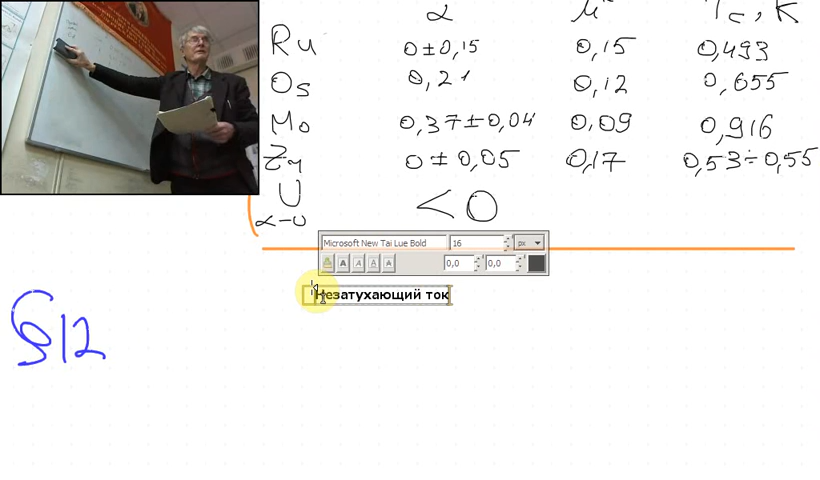 α μ* Tc, K
Ru 0±0,15 0,15 0,493
Os 0,21 0,12 0,655
Mo 0,37±0,04 0,09 0,916
Zr 0±0,05 0,17 0,53÷0,55
U <0
α-U
Microsoft New Tai Lue Bold 16 px
A A A A 0,0 0,0
Незатухающий ток
§12